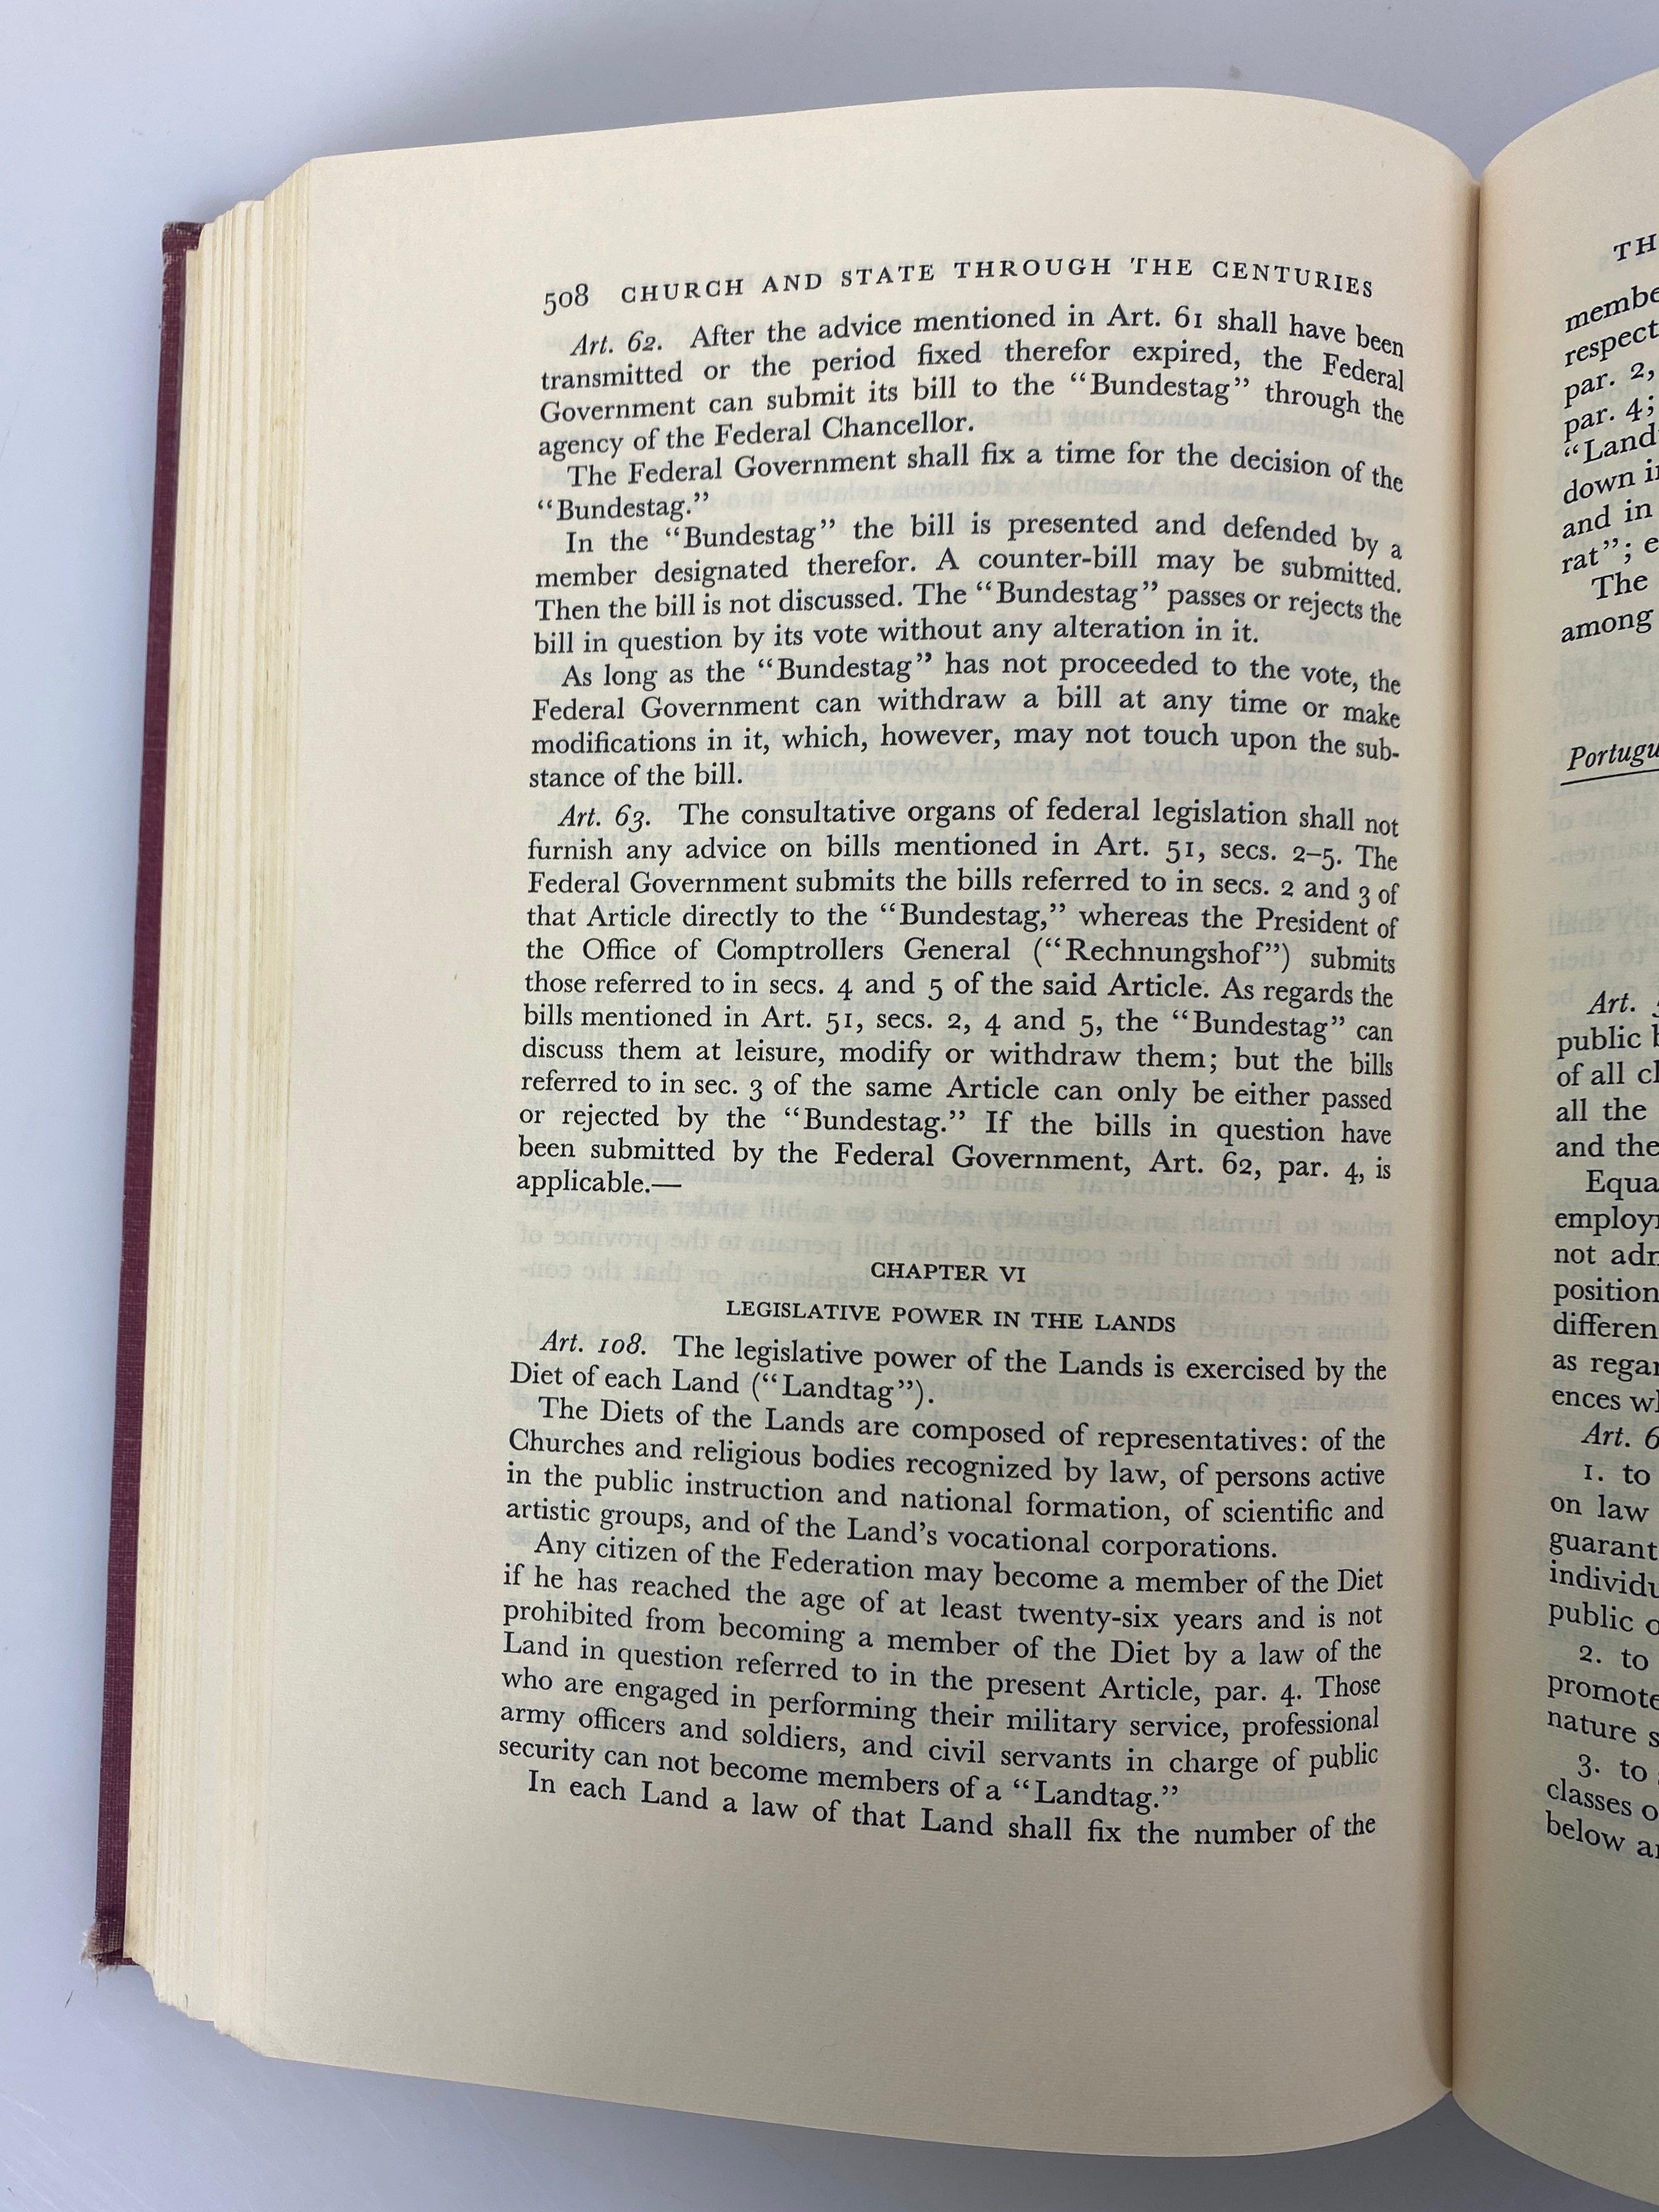 508 CHURCH AND STATE THROUGH THE CENTURIES
Art. 62. After the advice mentioned in Art. 61 shall have been
transmitted or the period fixed therefor expired, the Federal
Government can submit its bill to the “Bundestag” through the
agency of the Federal Chancellor.
The Federal Government shall fix a time for the decision of the
“Bundestag.”
In the “Bundestag” the bill is presented and defended by a
member designated therefor. A counter-bill may be submitted.
Then the bill is not discussed. The “Bundestag” passes or rejects the
bill in question by its vote without any alteration in it.
As long as the “Bundestag” has not proceeded to the vote, the
Federal Government can withdraw a bill at any time or make
modifications in it, which, however, may not touch upon the sub-
stance of the bill.
Art. 63. The consultative organs of federal legislation shall not
furnish any advice on bills mentioned in Art. 51, secs. 2–5. The
Federal Government submits the bills referred to in secs. 2 and 3 of
that Article directly to the “Bundestag,” whereas the President of
the Office of Comptrollers General (“Rechnungshof”) submits
those referred to in secs. 4 and 5 of the said Article. As regards the
bills mentioned in Art. 51, secs. 2, 4 and 5, the “Bundestag” can
discuss them at leisure, modify or withdraw them; but the bills
referred to in sec. 3 of the same Article can only be either passed
or rejected by the “Bundestag.” If the bills in question have
been submitted by the Federal Government, Art. 62, par. 4, is
applicable.—
CHAPTER VI
LEGISLATIVE POWER IN THE LANDS
Art. 108. The legislative power of the Lands is exercised by the
Diet of each Land (“Landtag”).
The Diets of the Lands are composed of representatives: of the
Churches and religious bodies recognized by law, of persons active
in the public instruction and national formation, of scientific and
artistic groups, and of the Land’s vocational corporations.
Any citizen of the Federation may become a member of the Diet
if he has reached the age of at least twenty-six years and is not
prohibited from becoming a member of the Diet by a law of the
Land in question referred to in the present Article, par. 4. Those
who are engaged in performing their military service, professional
army officers and soldiers, and civil servants in charge of public
security can not become members of a “Landtag.”
In each Land a law of that Land shall fix the number of the
par. 2,
par. 4;
down
and in
rat”;
The
among
Art.
public
of all
all the
and the
not
position
as
Art. 6
1. to
on law
public
2. to
nature
3. to
classes
below